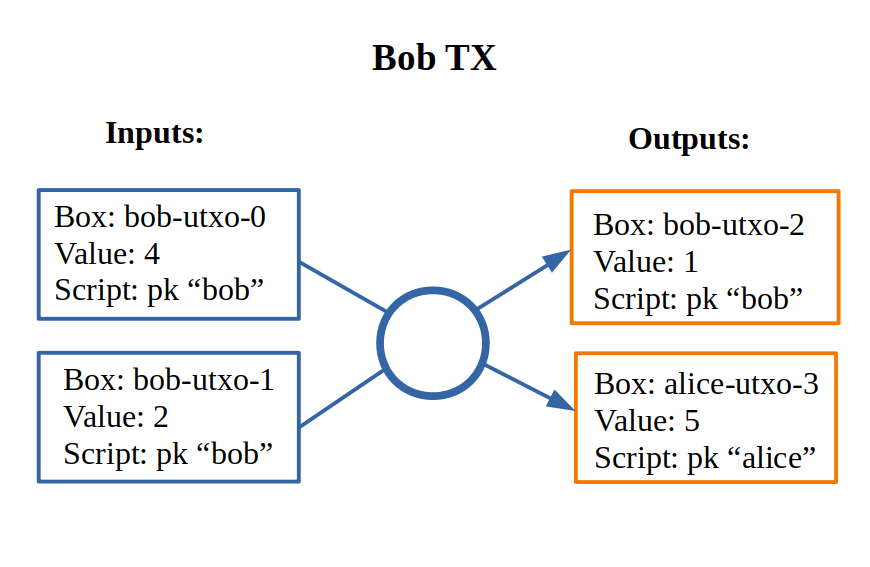 Bob TX
Inputs:
Box: bob-utxo-0
Value: 4
Script: pk “bob”
Box: bob-utxo-1
Value: 2
Script: pk “bob”
Outputs:
Box: bob-utxo-2
Value: 1
Script: pk “bob”
Box: alice-utxo-3
Value: 5
Script: pk “alice”